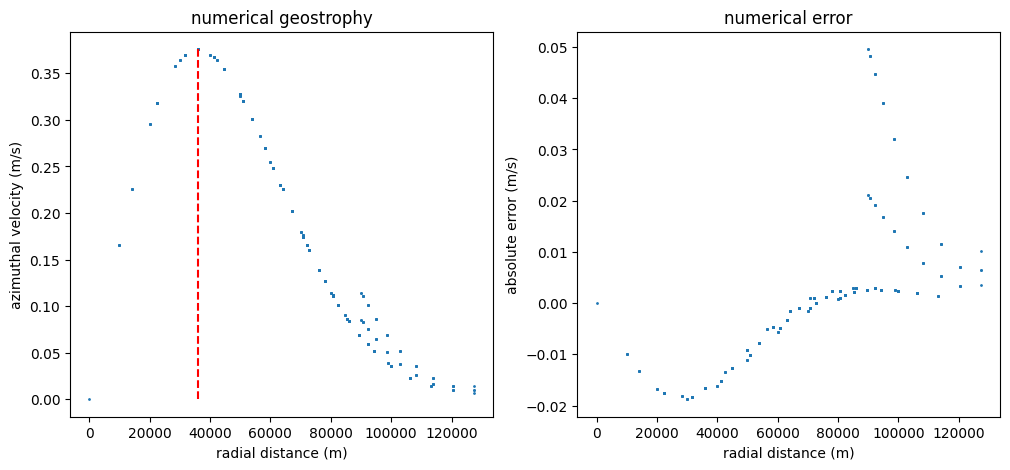 numerical geostrophy
azimuthal velocity (m/s)
0.35
0.30
0.25
0.20
0.15
0.10
0.05
0.00
0 20000 40000 60000 80000 100000 120000
radial distance (m)
numerical error
absolute error (m/s)
0.05
0.04
0.03
0.02
0.01
0.00
−0.01
−0.02
0 20000 40000 60000 80000 100000 120000
radial distance (m)